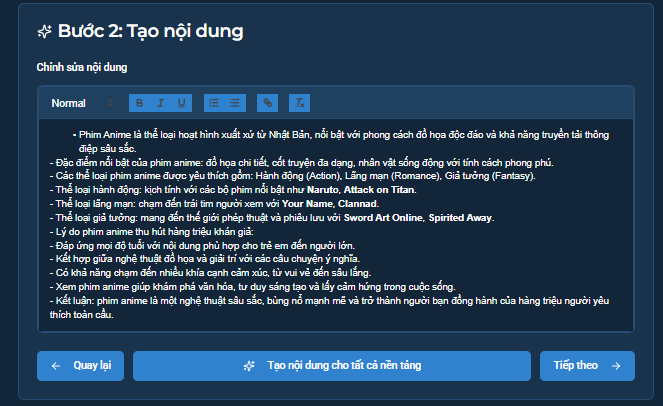 Bước 2: Tạo nội dung
Chỉnh sửa nội dung
Normal B I U
- Phim Anime là thể loại hoạt hình xuất xứ từ Nhật Bản, nổi bật với phong cách đồ họa độc đáo và khả năng truyền tải thông
điệp sâu sắc.
- Đặc điểm nổi bật của phim anime: đồ họa chi tiết, cốt truyện đa dạng, nhân vật sống động với tính cách phong phú.
- Các thể loại phim anime được yêu thích gồm: Hành động (Action), Lãng mạn (Romance), Giả tưởng (Fantasy).
- Thể loại hành động: kịch tính với các bộ phim nổi bật như Naruto, Attack on Titan.
- Thể loại lãng mạn: chạm đến trái tim người xem với Your Name, Clannad.
- Thể loại giả tưởng: mang đến thế giới phép thuật và phiêu lưu với Sword Art Online, Spirited Away.
- Lý do phim anime thu hút hàng triệu khán giả:
- Đáp ứng mọi độ tuổi với nội dung phù hợp cho trẻ em đến người lớn.
- Kết hợp giữa nghệ thuật đồ họa và giải trí với các câu chuyện ý nghĩa.
- Có khả năng chạm đến nhiều khía cạnh cảm xúc, từ vui vẻ đến sâu lắng.
- Xem phim anime giúp khám phá văn hóa, tư duy sáng tạo và lấy cảm hứng trong cuộc sống.
- Kết luận: phim anime là một nghệ thuật sâu sắc, bùng nổ mạnh mẽ và trở thành người bạn đồng hành của hàng triệu người yêu
thích toàn cầu.
Quay lại Tạo nội dung cho tất cả nền tảng Tiếp theo